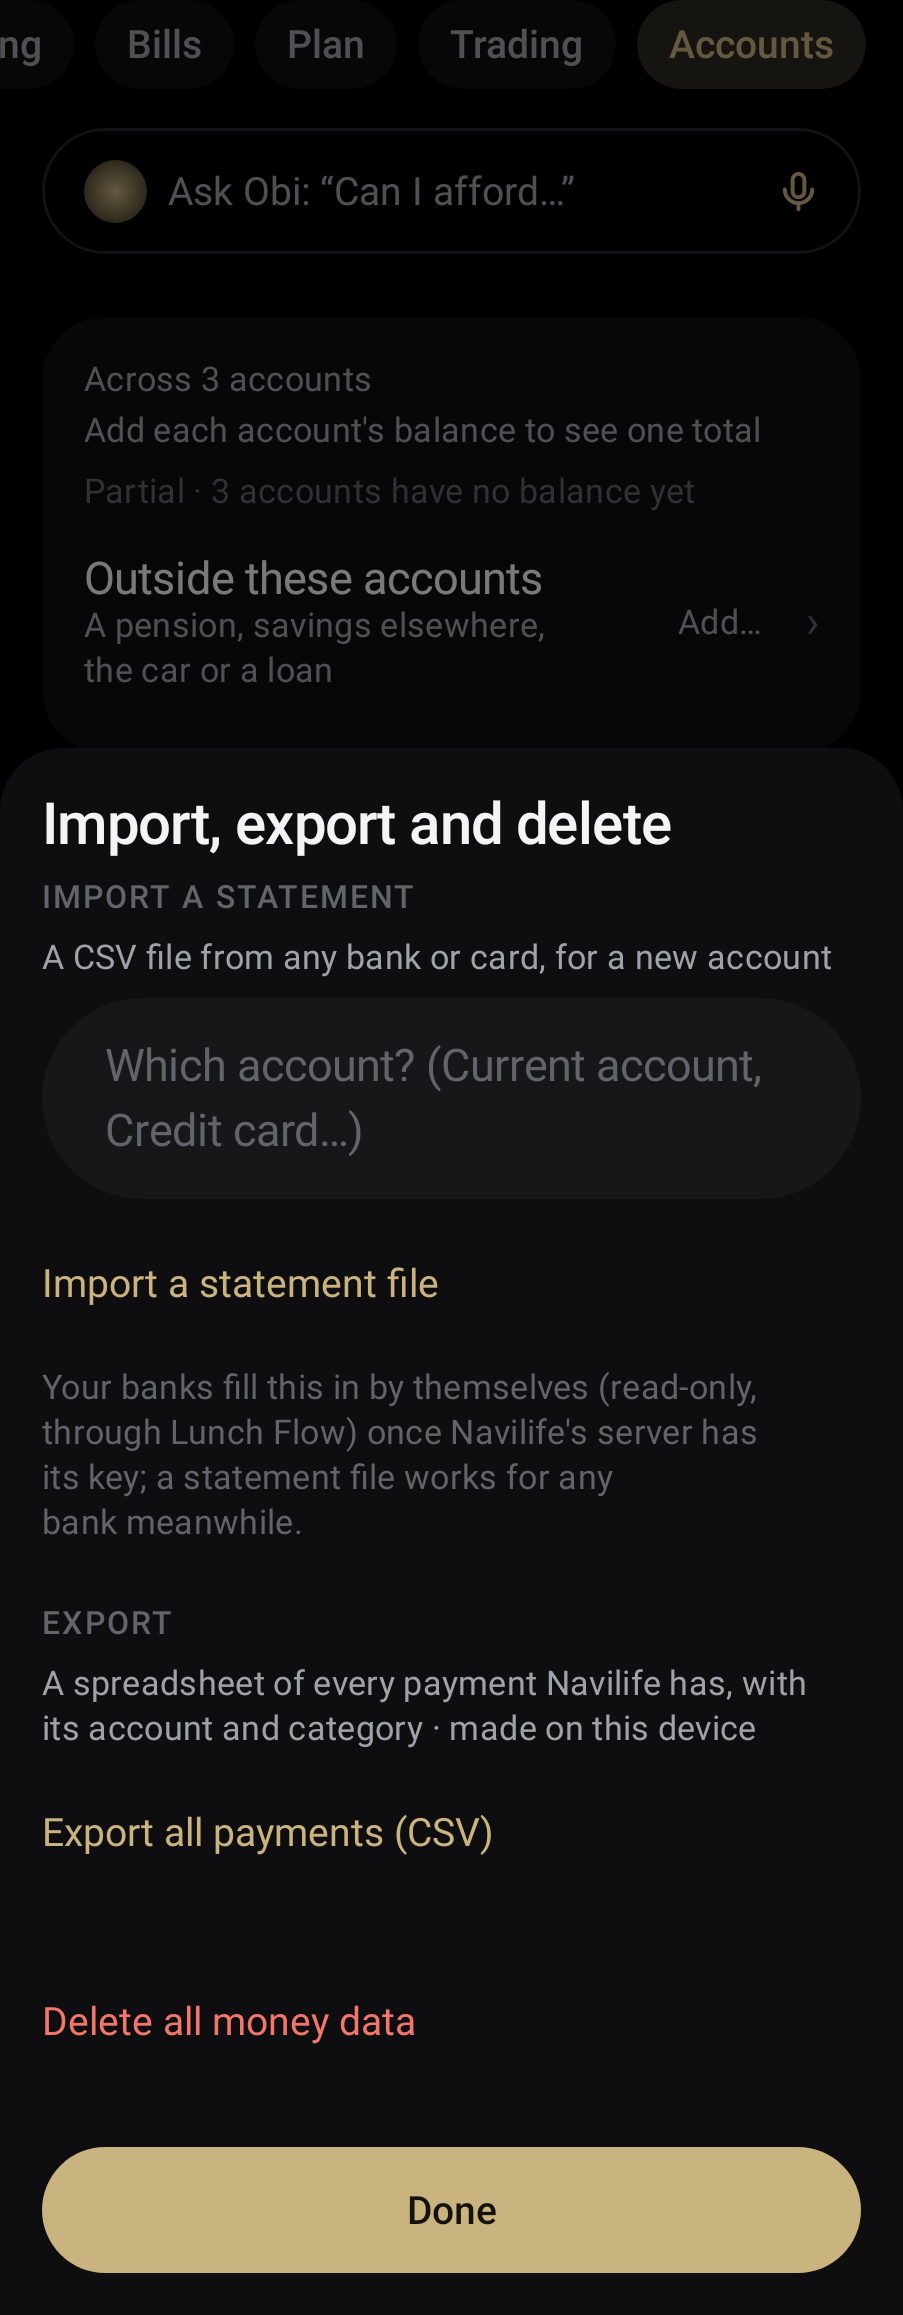 ng
Bills
Plan
Trading
Accounts
Ask Obi: “Can I afford...”
Across 3 accounts
Add each account's balance to see one total
Partial · 3 accounts have no balance yet
Outside these accounts
A pension, savings elsewhere,
the car or a loan
Add... ›
Import, export and delete
IMPORT A STATEMENT
A CSV file from any bank or card, for a new account
Which account? (Current account,
Credit card...)
Import a statement file
Your banks fill this in by themselves (read-only,
through Lunch Flow) once Navilife's server has
its key; a statement file works for any
bank meanwhile.
EXPORT
A spreadsheet of every payment Navilife has, with
its account and category · made on this device
Export all payments (CSV)
Delete all money data
Done